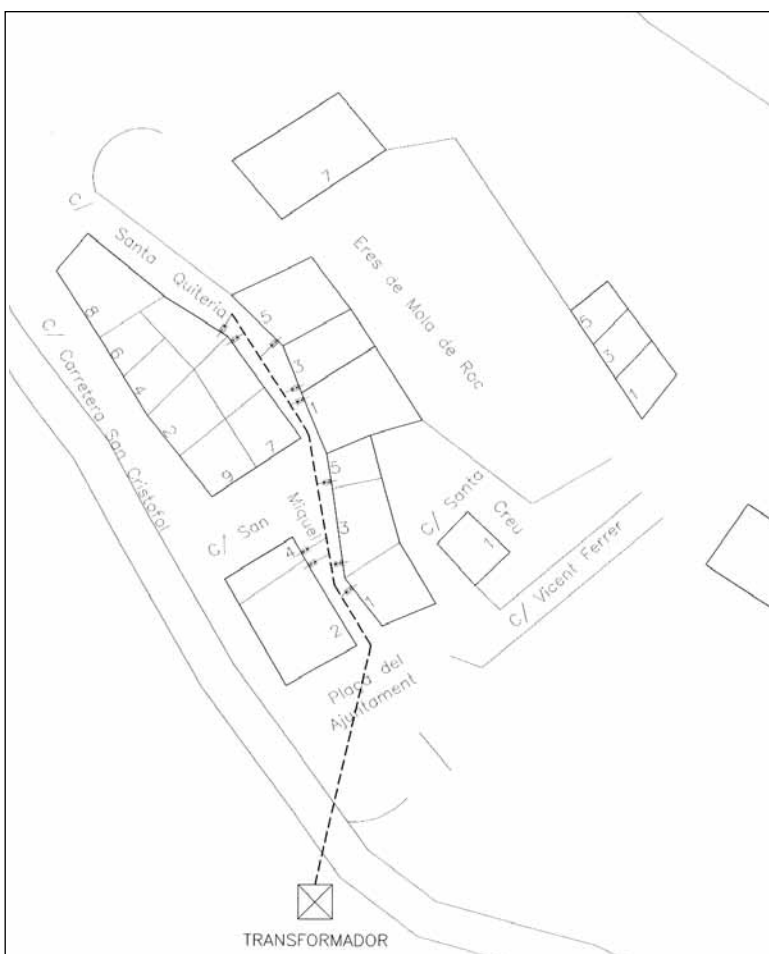 7
C/
Santa
Quiteria
Eres de Mola de Roc
8
6
4
2
9
7
5
3
1
5
3
1
C/ Carretera San Cristofol
C/ San
Miquel
5
3
1
4
2
C/ Santa
Creu
1
C/ Vicent Ferrer
Plaça del
Ajuntament
TRANSFORMADOR